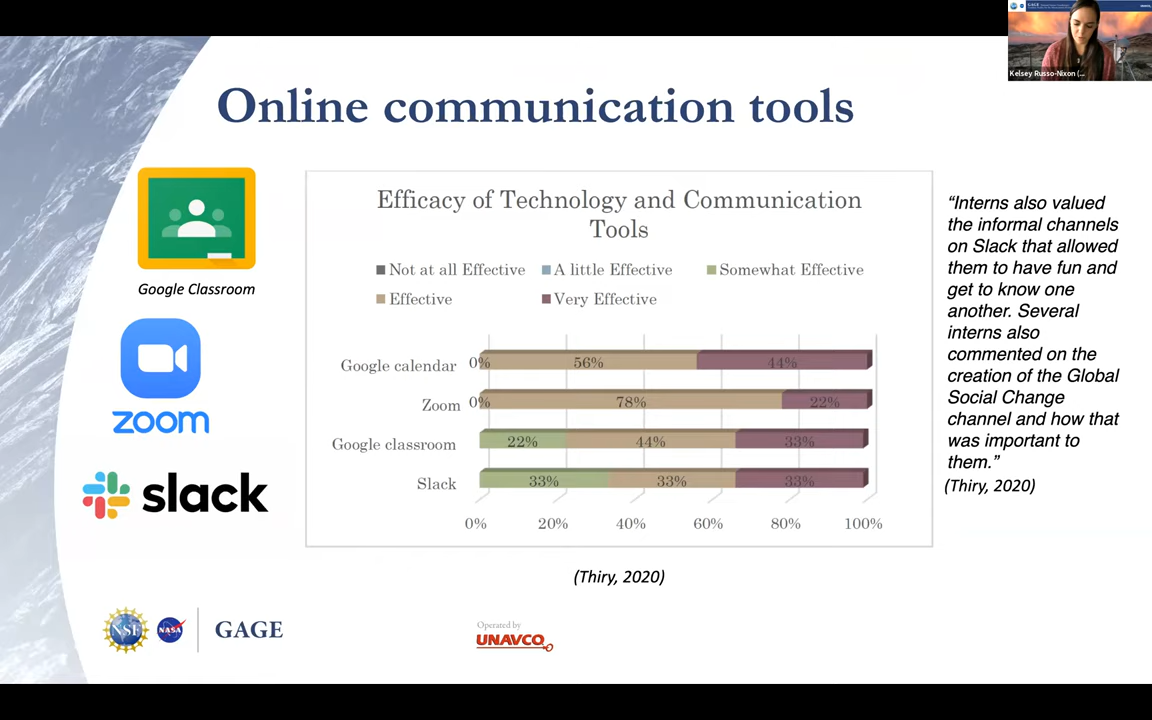 GAGE
Kelsey Russo-Nixon (...
Online communication tools
Google Classroom
zoom
slack
Efficacy of Technology and Communication
Tools
Not at all Effective
A little Effective
Somewhat Effective
Effective
Very Effective
Google calendar 0% 56% 44%
Zoom 0% 78% 22%
Google classroom 22% 44% 33%
Slack 33% 33% 33%
0% 20% 40% 60% 80% 100%
(Thiry, 2020)
“Interns also valued
the informal channels
on Slack that allowed
them to have fun and
get to know one
another. Several
interns also
commented on the
creation of the Global
Social Change
channel and how that
was important to
them.”
(Thiry, 2020)
NSF
NASA
GAGE
Operated by
UNAVCO